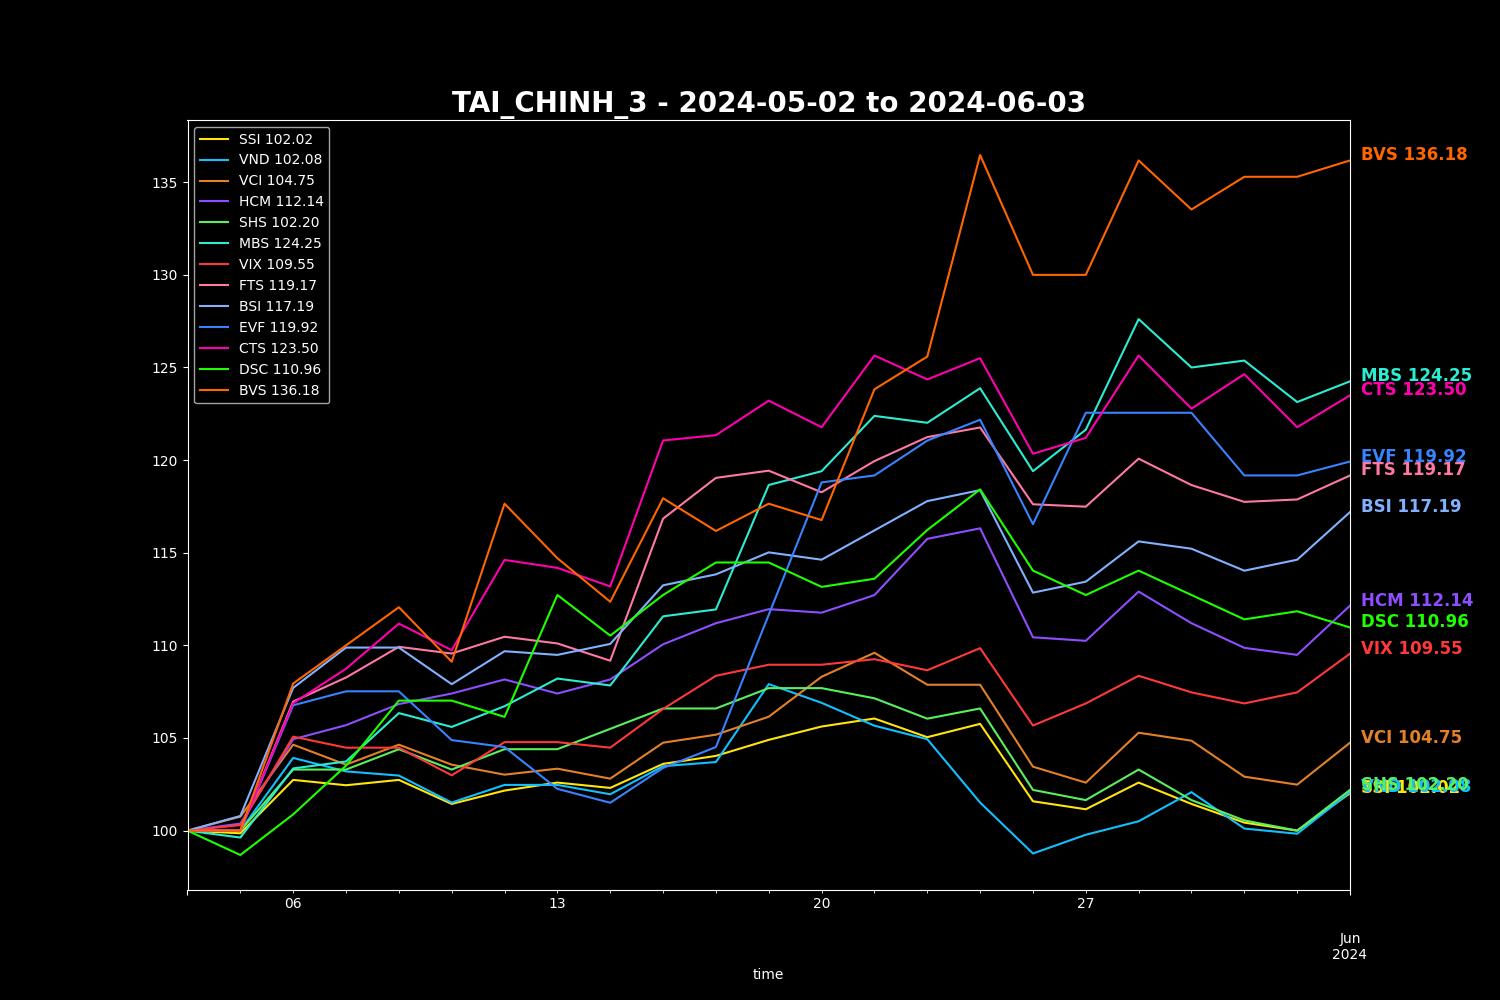 TAI_CHINH_3 - 2024-05-02 to 2024-06-03
SSI 102.02
VND 102.08
VCI 104.75
HCM 112.14
SHS 102.20
MBS 124.25
VIX 109.55
FTS 119.17
BSI 117.19
EVF 119.92
CTS 123.50
DSC 110.96
BVS 136.18
135
130
125
120
115
110
105
100
BVS 136.18
MBS 124.25
CTS 123.50
EVF 119.92
FTS 119.17
BSI 117.19
HCM 112.14
DSC 110.96
VIX 109.55
VCI 104.75
SHS 102.20
06
13
20
27
Jun
2024
time